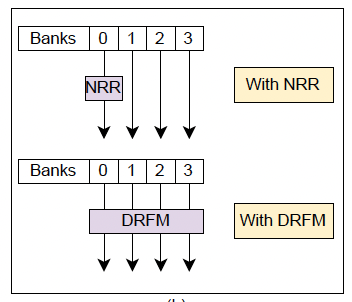 Banks 0 1 2 3
NRR
With NRR
Banks 0 1 2 3
DRFM
With DRFM